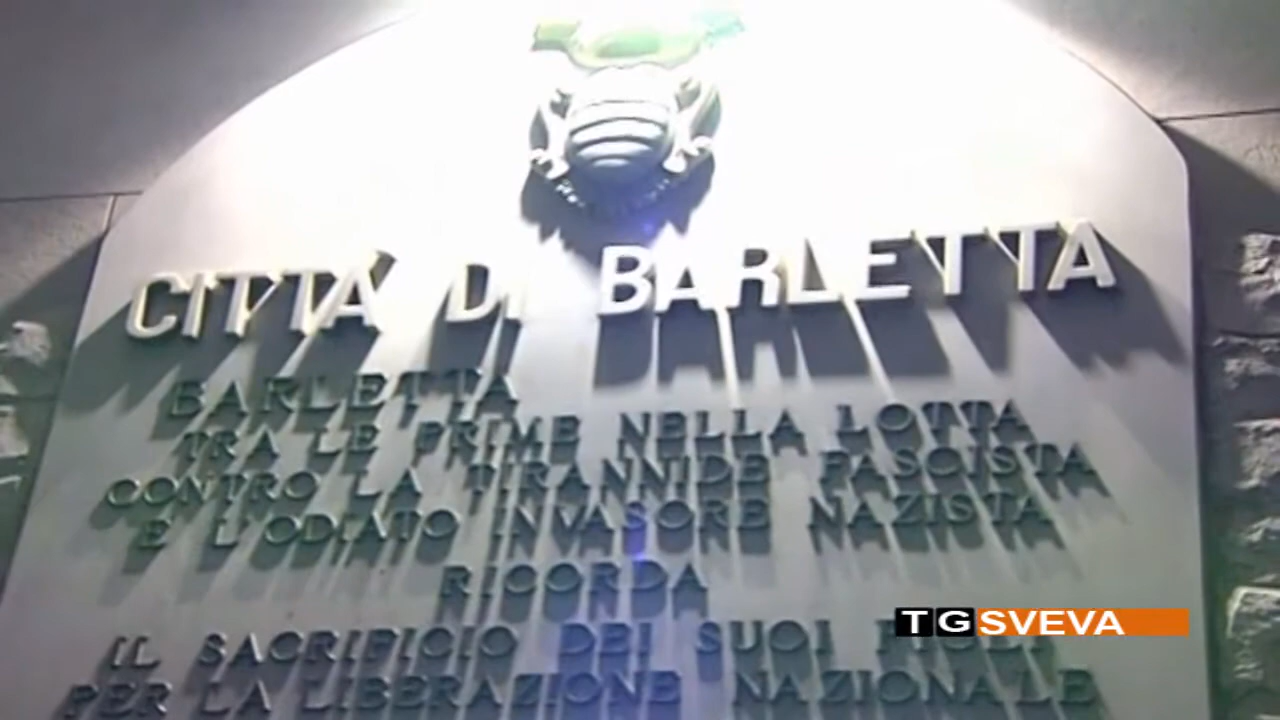 CITTÀ DI BARLETTA
BARLETTA
TRA LE PRIME NELLA LOTTA
CONTRO LA TIRANNIDE FASCISTA
E L'ODIATO INVASORE NAZISTA
RICORDA
IL SACRIFICIO DEI SUOI FIGLI
PER LA LIBERAZIONE NAZIONALE
TGSVEVA